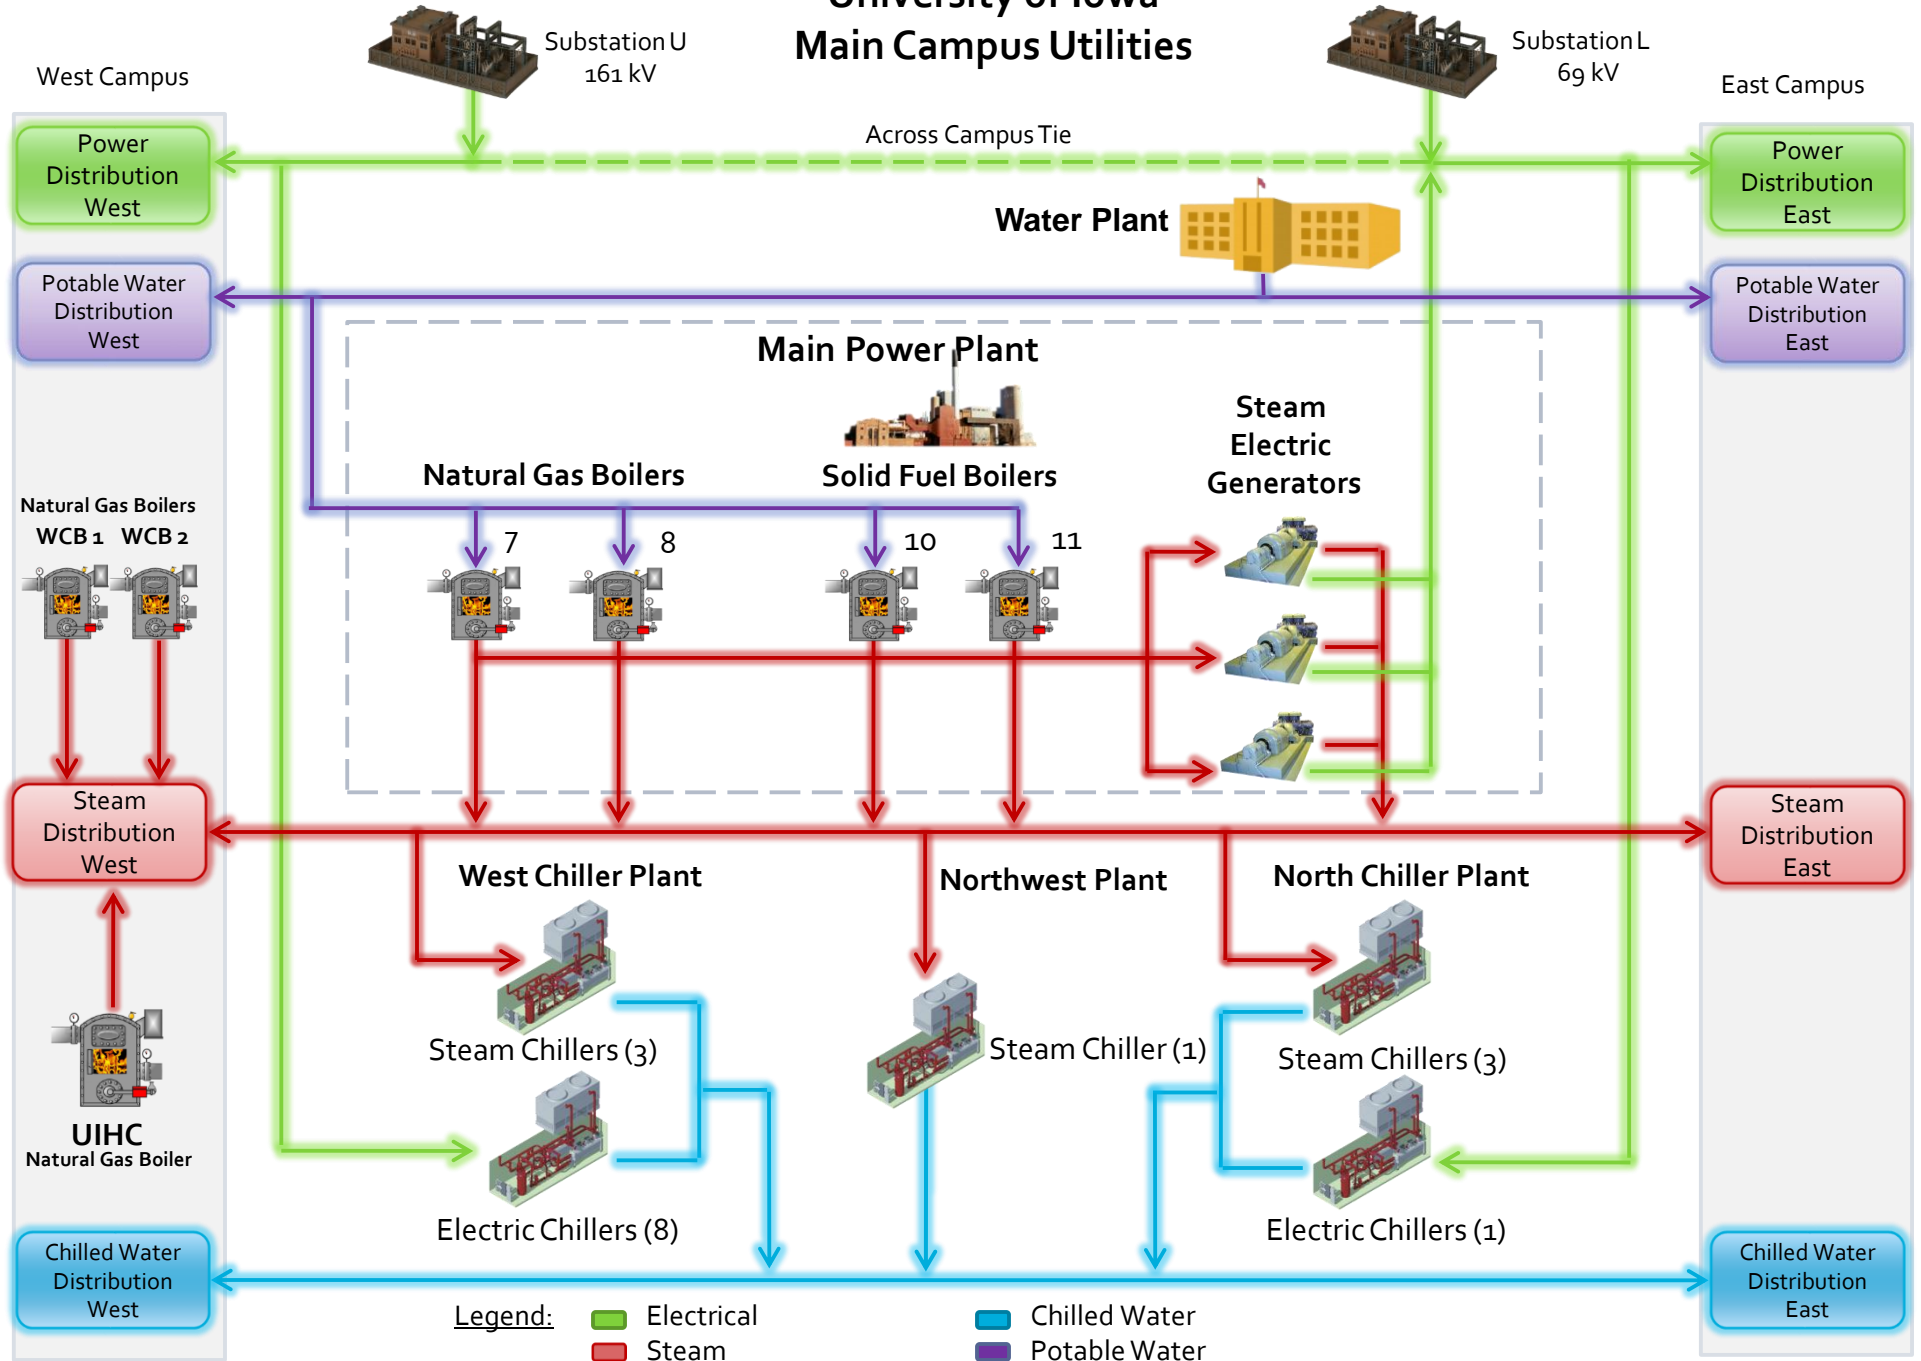 University of Iowa
Main Campus Utilities
Substation U
161 kV
Substation L
69 kV
West Campus
East Campus
Across Campus Tie
Power
Distribution
West
Power
Distribution
East
Water Plant
Potable Water
Distribution
West
Potable Water
Distribution
East
Main Power Plant
Steam
Electric
Generators
Natural Gas Boilers
Solid Fuel Boilers
7
8
10
11
Natural Gas Boilers
WCB 1 WCB 2
Steam
Distribution
West
Steam
Distribution
East
West Chiller Plant
Northwest Plant
North Chiller Plant
Steam Chillers (3)
Steam Chiller (1)
Steam Chillers (3)
UIHC
Natural Gas Boiler
Electric Chillers (8)
Electric Chillers (1)
Chilled Water
Distribution
West
Chilled Water
Distribution
East
Legend:
Electrical
Chilled Water
Steam
Potable Water